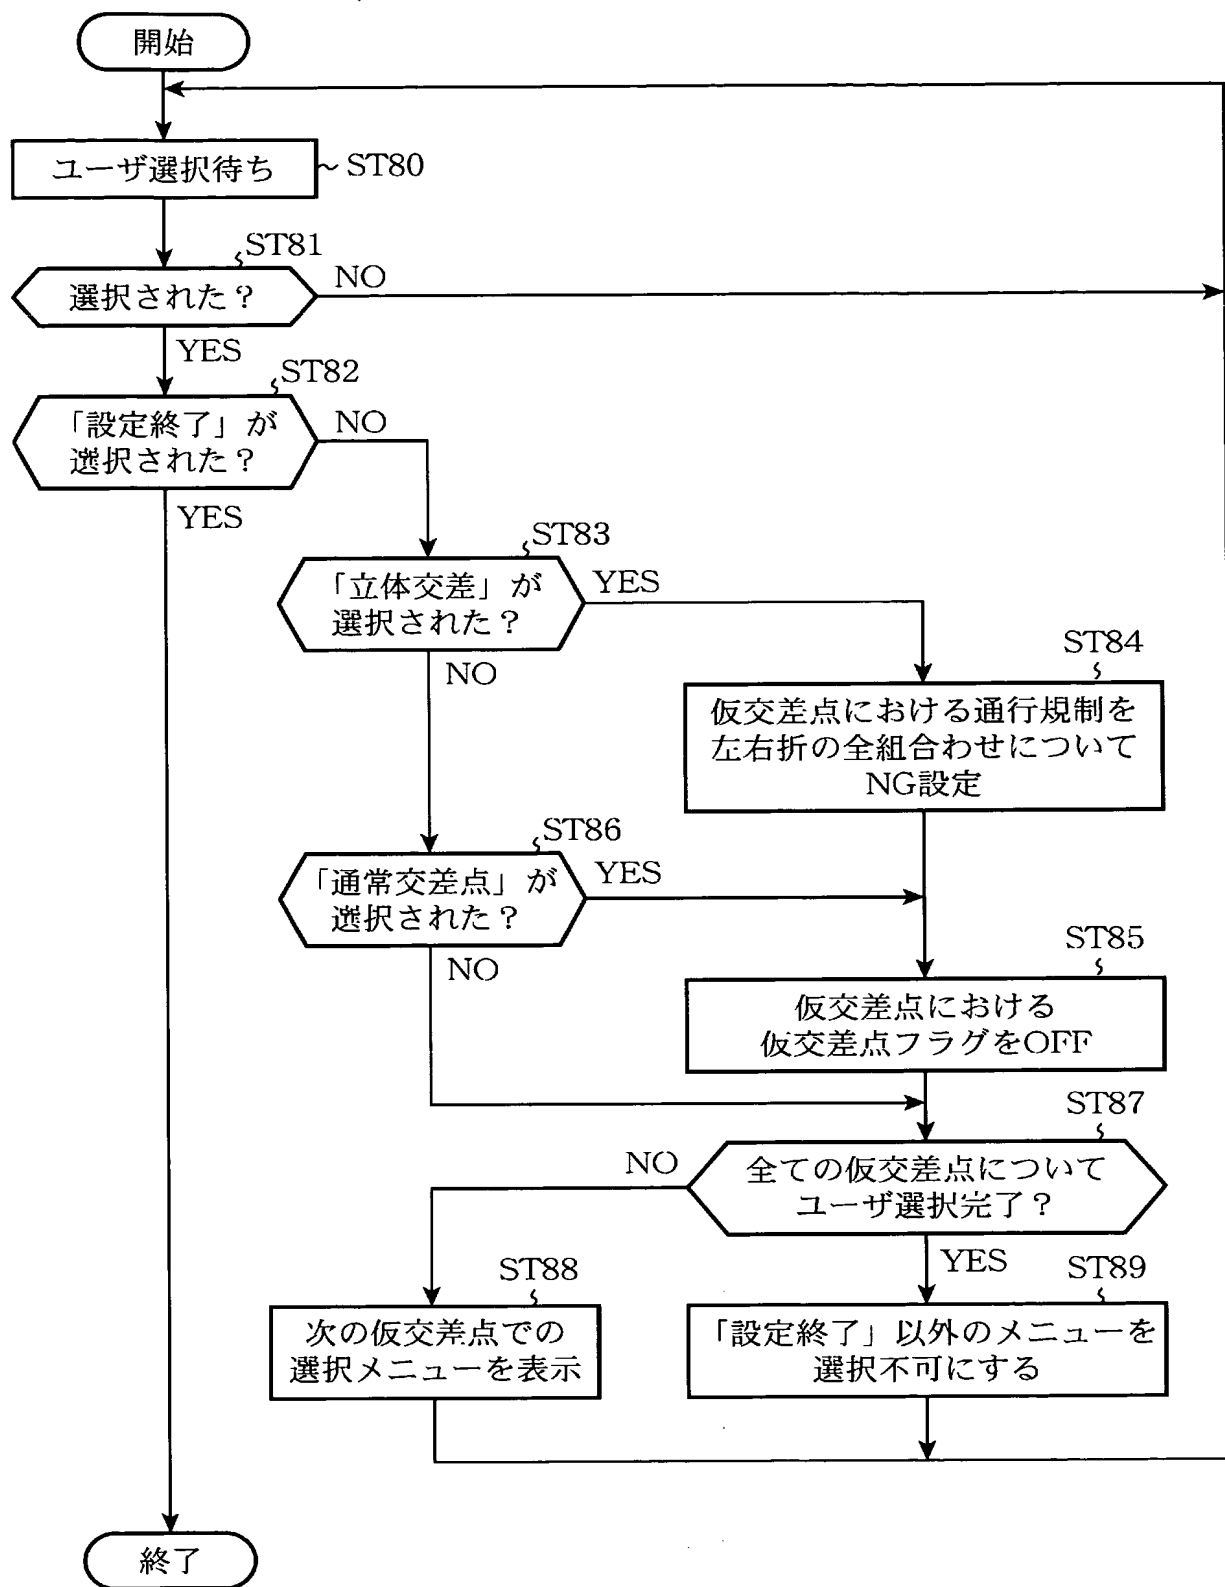 開始
ユーザ選択待ち
ST80
ST81
選択された？
NO
YES
ST82
「設定終了」が
選択された？
NO
YES
ST83
「立体交差」が
選択された？
YES
NO
ST84
仮交差点における通行規制を
左右折の全組合わせについて
NG設定
ST86
「通常交差点」が
選択された？
YES
NO
ST85
仮交差点における
仮交差点フラグをOFF
ST87
全ての仮交差点について
ユーザ選択完了？
NO
YES
ST88
次の仮交差点での
選択メニューを表示
ST89
「設定終了」以外のメニューを
選択不可にする
終了